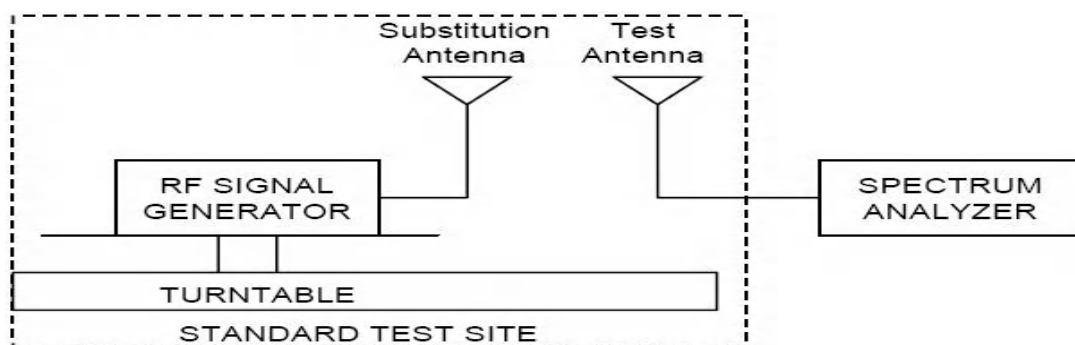 Substitution
Antenna
Test
Antenna
RF SIGNAL
GENERATOR
SPECTRUM
ANALYZER
TURNTABLE
STANDARD TEST SITE